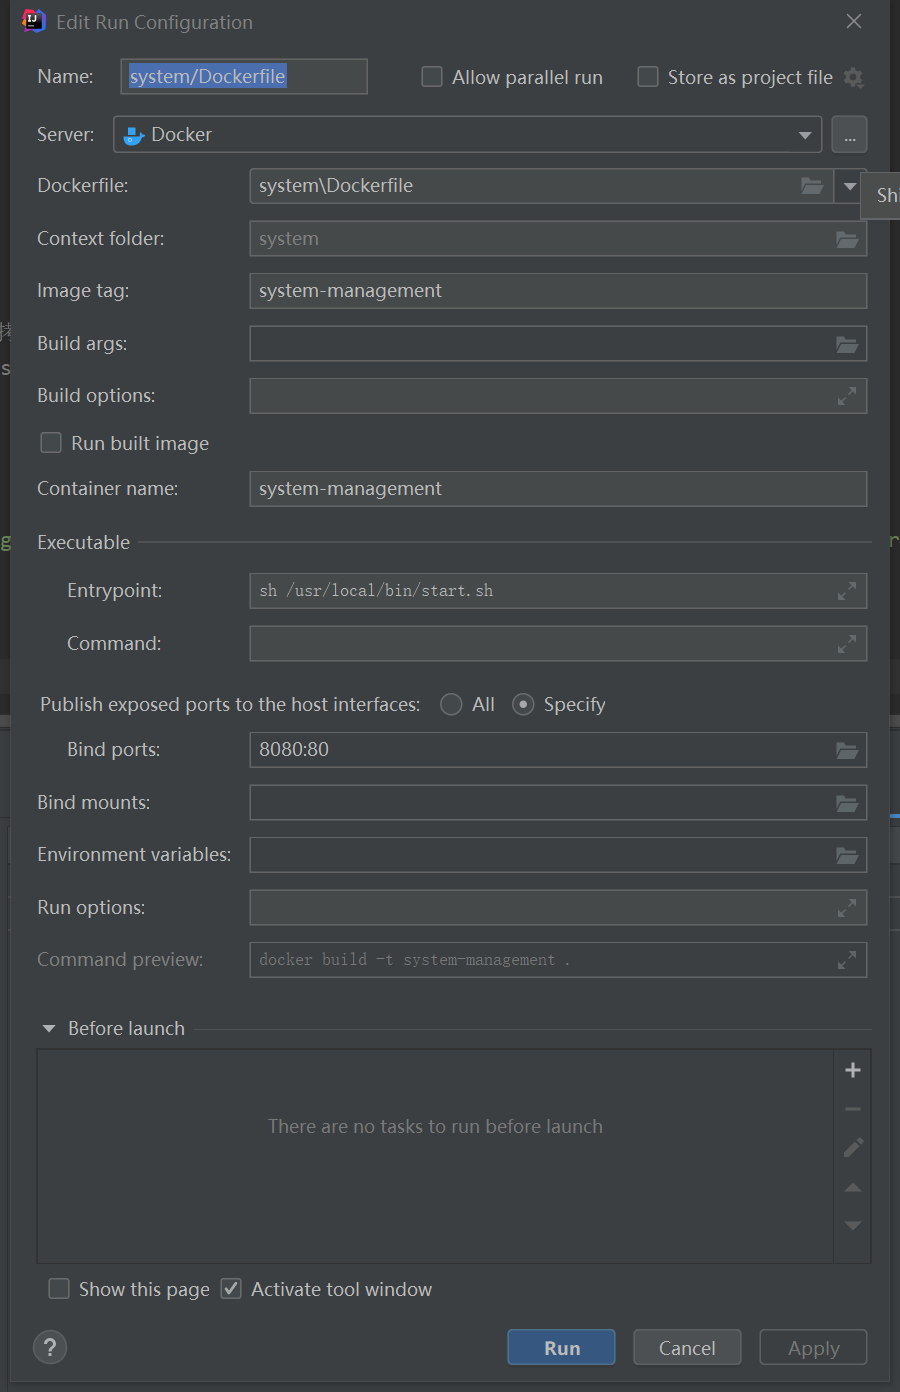 Edit Run Configuration
Name: system/Dockerfile Allow parallel run Store as project file
Server: Docker ...
Dockerfile: system\Dockerfile
Shi
Context folder: system
Image tag: system-management
Build args:
Build options:
Run built image
Container name: system-management
Executable
Entrypoint: sh /usr/local/bin/start.sh
Command:
Publish exposed ports to the host interfaces: All Specify
Bind ports: 8080:80
Bind mounts:
Environment variables:
Run options:
Command preview: docker build -t system-management .
Before launch
There are no tasks to run before launch
Show this page Activate tool window
? Run Cancel Apply